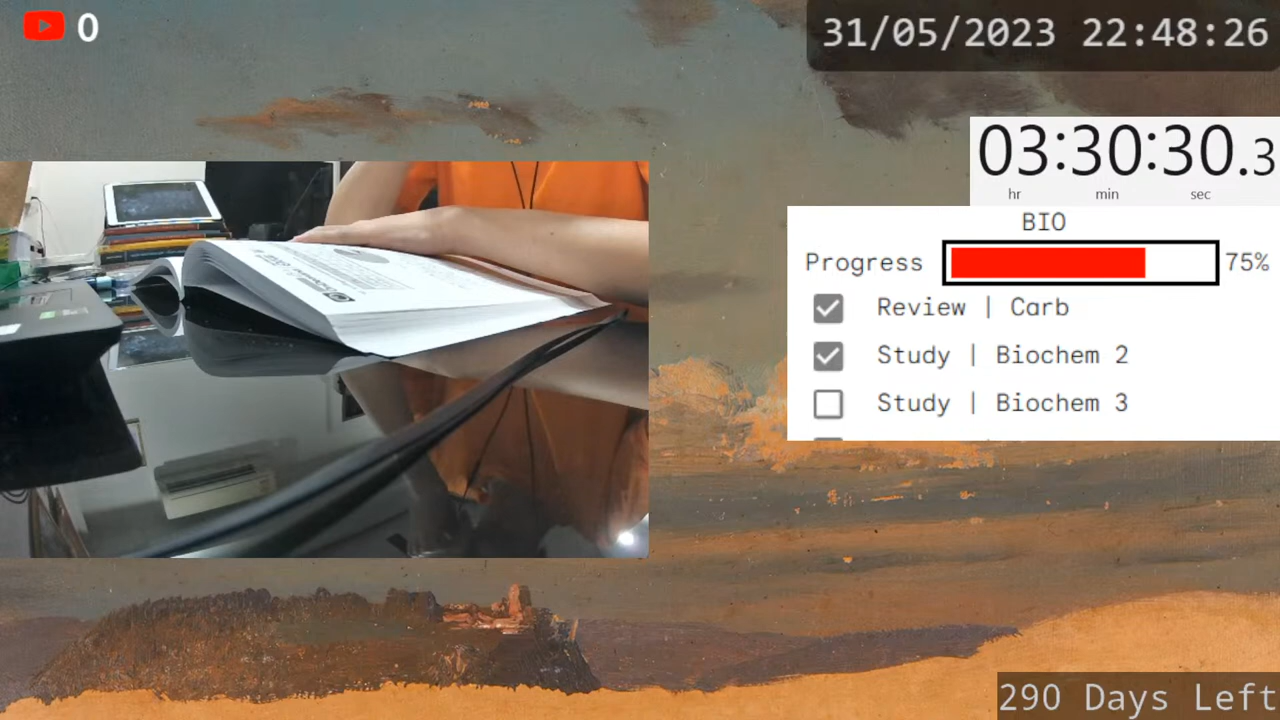 0
31/05/2023 22:48:26
03:30:30.3
hr min sec
BIO
Progress 75%
Review | Carb
Study | Biochem 2
Study | Biochem 3
290 Days Left